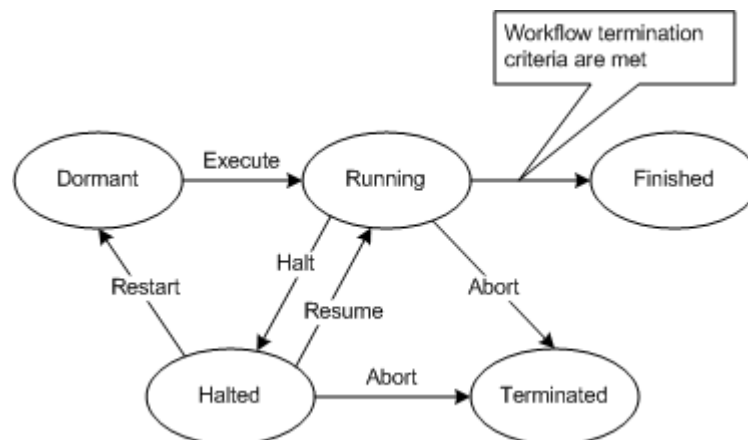 Workflow termination
criteria are met
Dormant
Execute
Running
Finished
Halt
Restart
Resume
Abort
Halted
Abort
Terminated